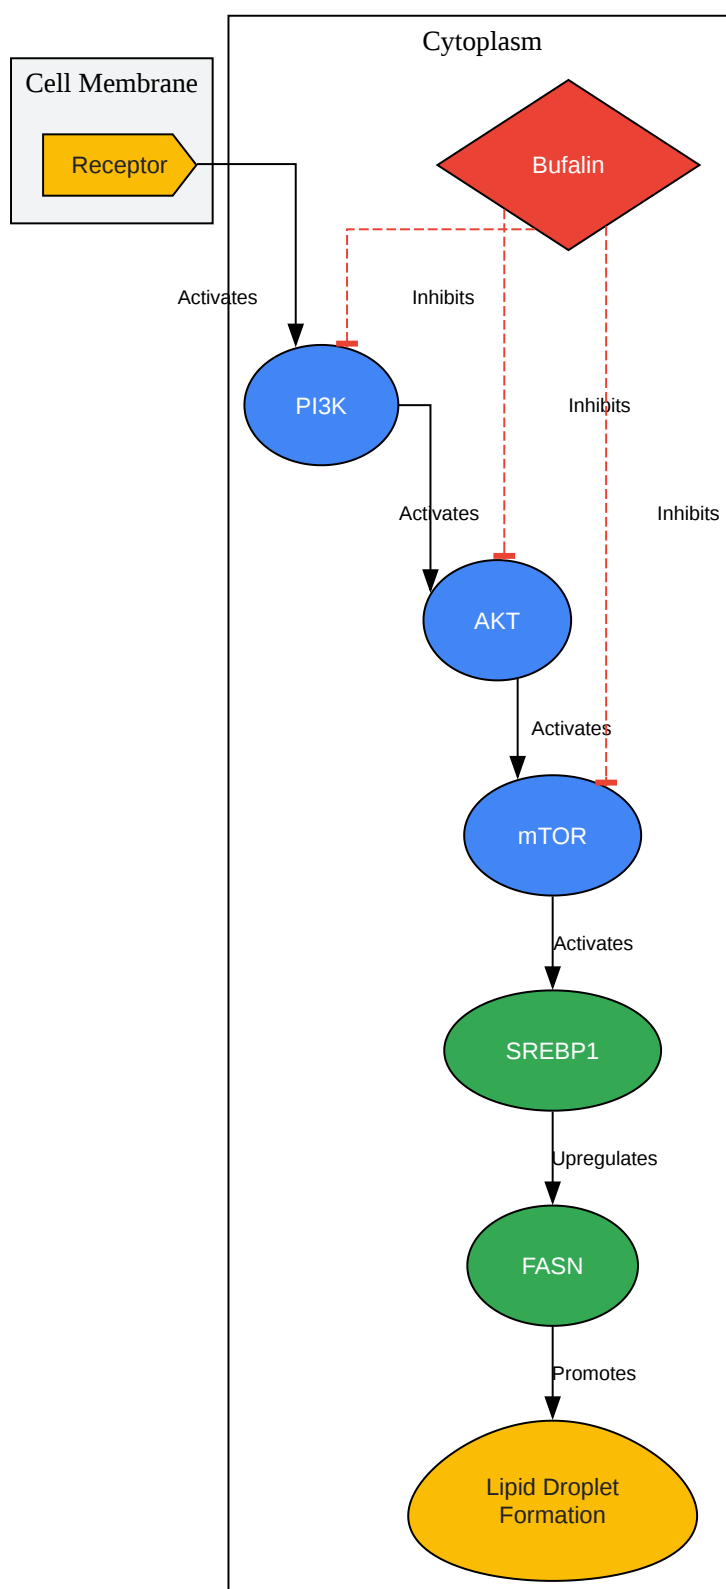 Cytoplasm
Cell Membrane
Receptor
Bufalin
Activates
Inhibits
PI3K
Inhibits
Activates
Inhibits
AKT
Activates
mTOR
Activates
SREBP1
Upregulates
FASN
Promotes
Lipid Droplet
Formation